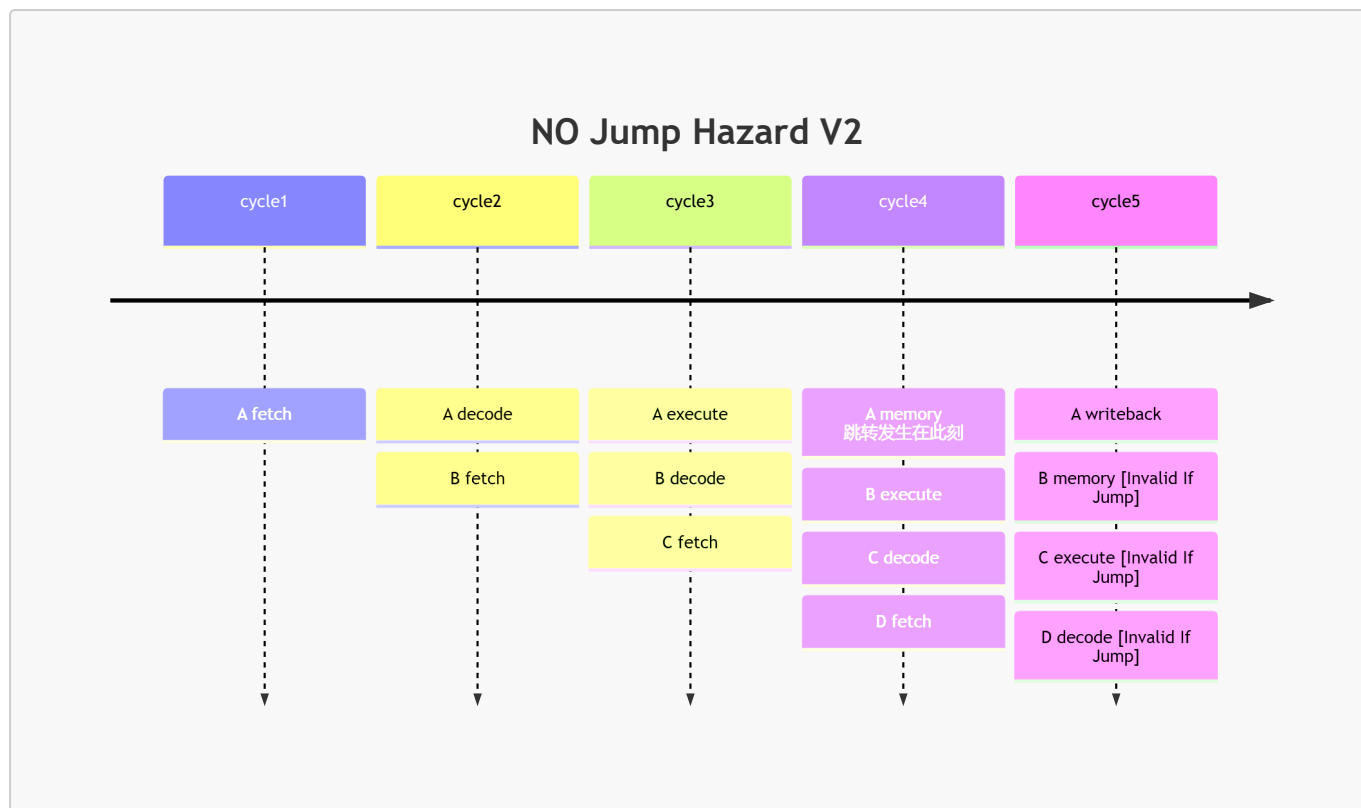 NO Jump Hazard V2
cycle1
cycle2
cycle3
cycle4
cycle5
A fetch
A decode
B fetch
A execute
B decode
C fetch
A memory
跳转发生在此刻
B execute
C decode
D fetch
A writeback
B memory [Invalid If
Jump]
C execute [Invalid If
Jump]
D decode [Invalid If
Jump]